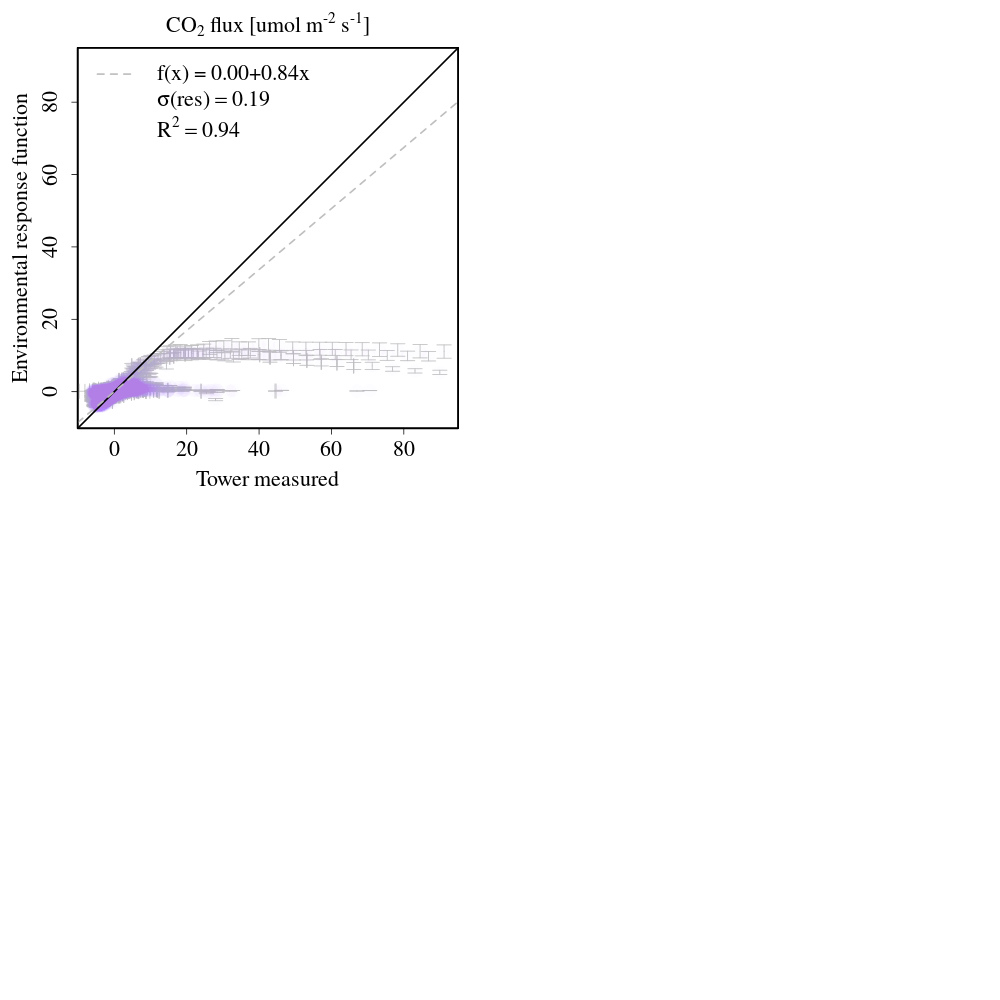 CO₂ flux [umol m⁻² s⁻¹]
f(x) = 0.00+0.84x
σ(res) = 0.19
R² = 0.94
Environmental response function
80
60
40
20
0
0 20 40 60 80
Tower measured